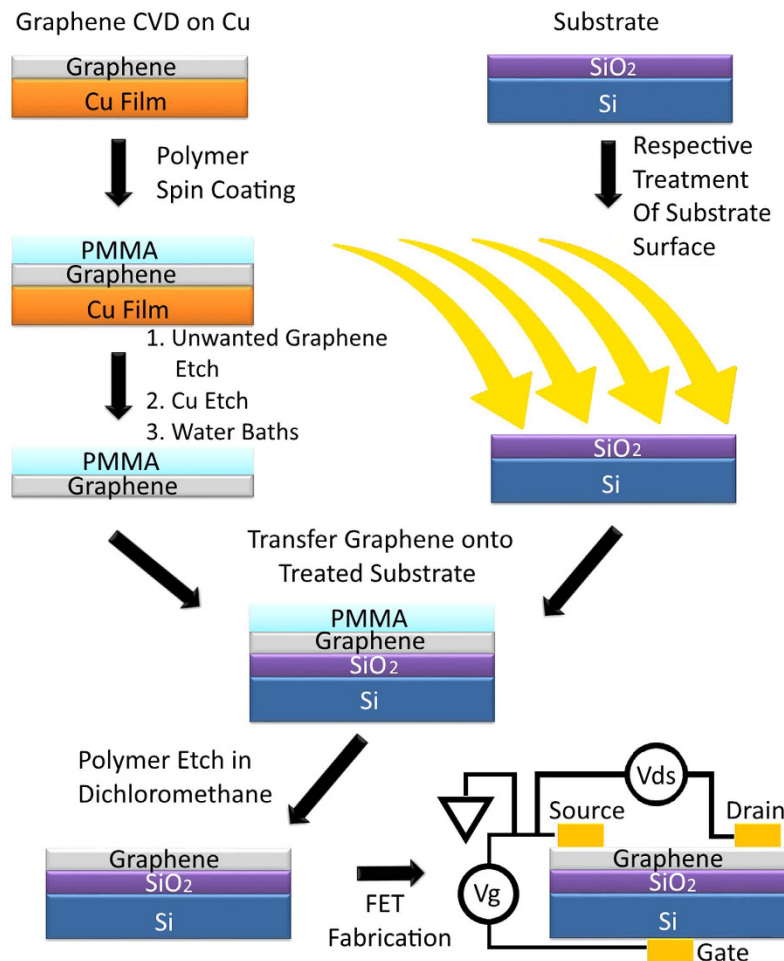 Graphene CVD on Cu
Graphene
Cu Film
Polymer
Spin Coating
PMMA
Graphene
Cu Film
1. Unwanted Graphene
Etch
2. Cu Etch
3. Water Baths
PMMA
Graphene
Substrate
SiO2
Si
Respective
Treatment
Of Substrate
Surface
SiO2
Si
Transfer Graphene onto
Treated Substrate
PMMA
Graphene
SiO2
Si
Polymer Etch in
Dichloromethane
Graphene
SiO2
Si
FET
Fabrication
Vds
Source
Drain
Vg
Graphene
SiO2
Si
Gate